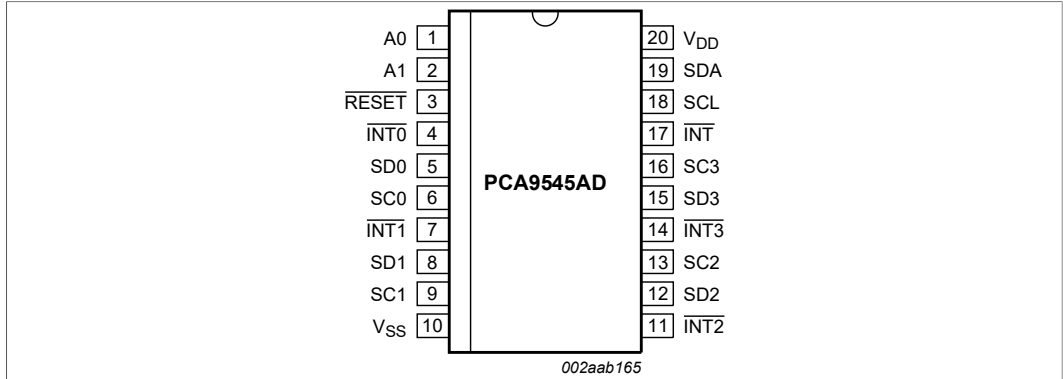 A0 1 20 VDD
A1 2 19 SDA
RESET 3 18 SCL
INT0 4 17 INT
SD0 5 16 SC3
PCA9545AD
SC0 6 15 SD3
INT1 7 14 INT3
SD1 8 13 SC2
SC1 9 12 SD2
VSS 10 11 INT2
002aab165